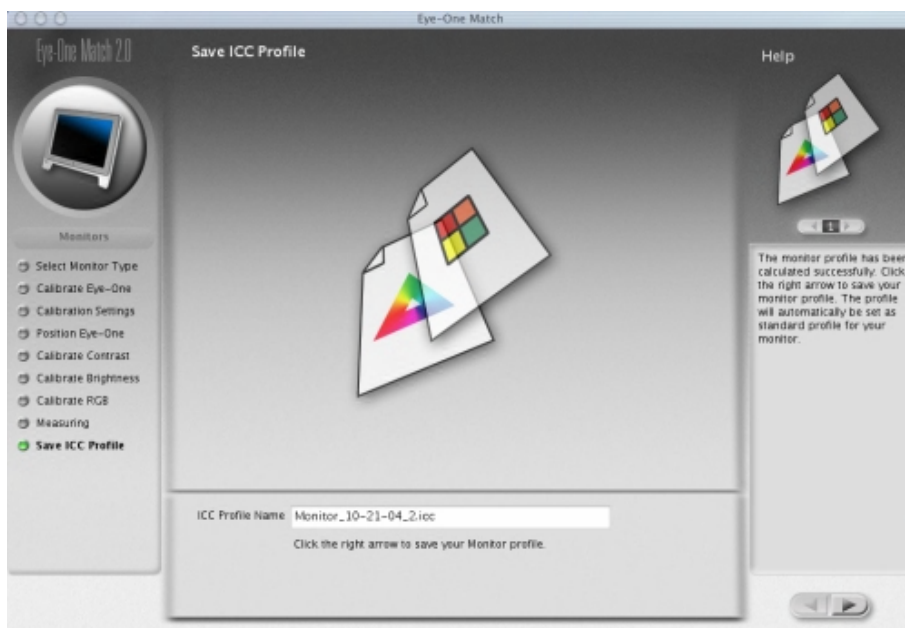 Eye-One Match
Eye-One Match 2.0
Save ICC Profile
Help
Monitors
Select Monitor Type
Calibrate Eye-One
Calibration Settings
Position Eye-One
Calibrate Contrast
Calibrate Brightness
Calibrate RGB
Measuring
Save ICC Profile
1
The monitor profile has been
calculated successfully. Click
the right arrow to save your
monitor profile. The profile
will automatically be set as
standard profile for your
monitor.
ICC Profile Name Monitor_10-21-04_2.icc
Click the right arrow to save your Monitor profile.